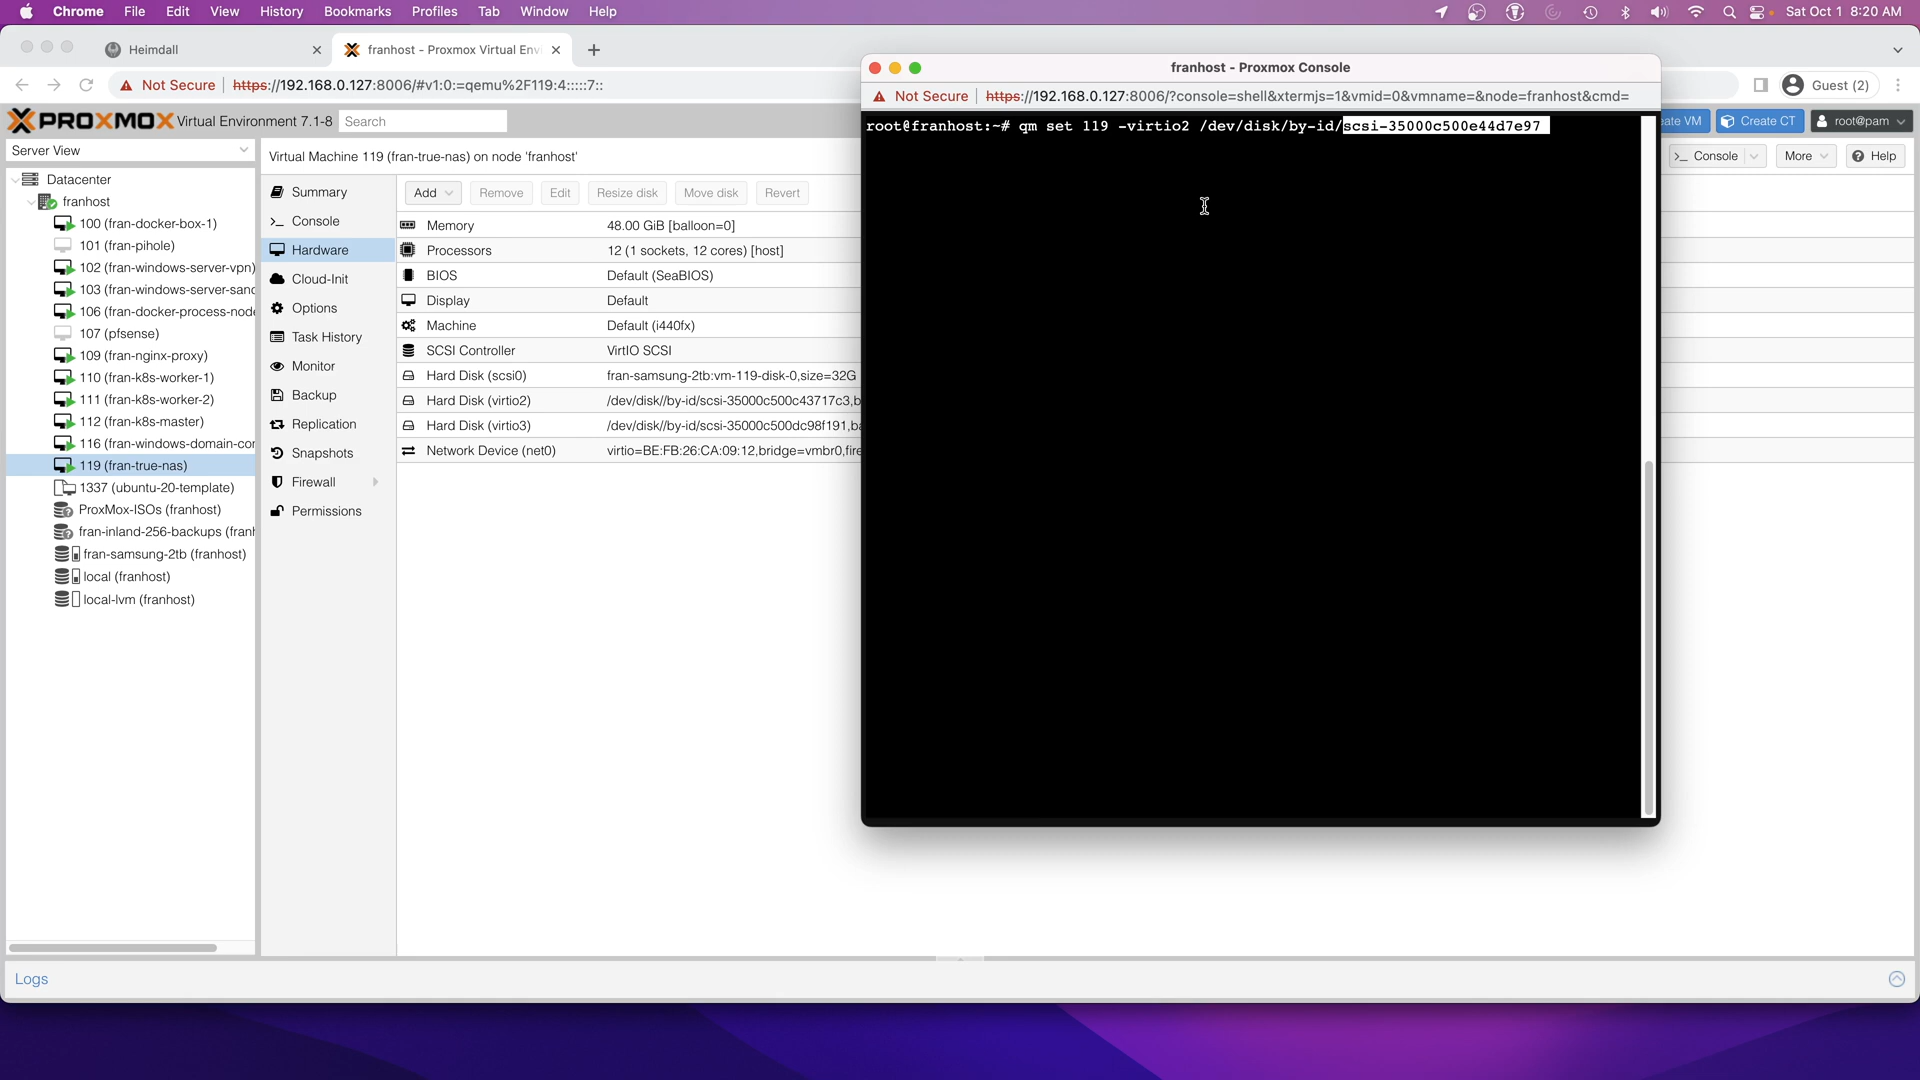 Chrome File Edit View History Bookmarks Profiles Tab Window Help Sat Oct 1 8:20 AM
Heimdall franhost - Proxmox Virtual Envi
Not Secure https://192.168.0.127:8006/#v1:0:=qemu%2F119:4:::::7:: Guest (2)
PROXMOX Virtual Environment 7.1-8 Search
eate VM Create CT root@pam
Server View
Datacenter
franhost
100 (fran-docker-box-1)
101 (fran-pihole)
102 (fran-windows-server-vpn)
103 (fran-windows-server-sand
106 (fran-docker-process-node
107 (pfsense)
109 (fran-nginx-proxy)
110 (fran-k8s-worker-1)
111 (fran-k8s-worker-2)
112 (fran-k8s-master)
116 (fran-windows-domain-con
119 (fran-true-nas)
1337 (ubuntu-20-template)
ProxMox-ISOs (franhost)
fran-inland-256-backups (franh
fran-samsung-2tb (franhost)
local (franhost)
local-lvm (franhost)
Virtual Machine 119 (fran-true-nas) on node 'franhost'
Console More Help
Summary
Console
Hardware
Cloud-Init
Options
Task History
Monitor
Backup
Replication
Snapshots
Firewall
Permissions
Add Remove Edit Resize disk Move disk Revert
Memory 48.00 GiB [balloon=0]
Processors 12 (1 sockets, 12 cores) [host]
BIOS Default (SeaBIOS)
Display Default
Machine Default (i440fx)
SCSI Controller VirtIO SCSI
Hard Disk (scsi0) fran-samsung-2tb:vm-119-disk-0,size=32G
Hard Disk (virtio2) /dev/disk//by-id/scsi-35000c500c43717c3,b
Hard Disk (virtio3) /dev/disk//by-id/scsi-35000c500dc98f191,ba
Network Device (net0) virtio=BE:FB:26:CA:09:12,bridge=vmbr0,fire
franhost - Proxmox Console
Not Secure https://192.168.0.127:8006/?console=shell&xtermjs=1&vmid=0&vmname=&node=franhost&cmd=
root@franhost:~# qm set 119 -virtio2 /dev/disk/by-id/scsi-35000c500e44d7e97
Logs